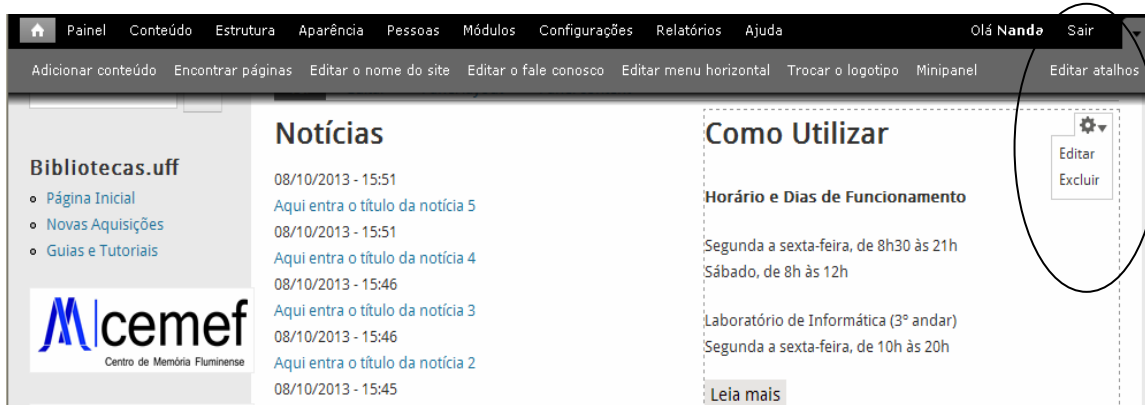 Painel Conteúdo Estrutura Aparência Pessoas Módulos Configurações Relatórios Ajuda Olá Nanda Sair
Adicionar conteúdo Encontrar páginas Editar o nome do site Editar o fale conosco Editar menu horizontal Trocar o logotipo Minipanel Editar atalhos
Bibliotecas.uff
Página Inicial
Novas Aquisições
Guias e Tutoriais
cemef
Centro de Memória Fluminense
Notícias
08/10/2013 - 15:51
Aqui entra o título da notícia 5
08/10/2013 - 15:51
Aqui entra o título da notícia 4
08/10/2013 - 15:46
Aqui entra o título da notícia 3
08/10/2013 - 15:46
Aqui entra o título da notícia 2
08/10/2013 - 15:45
Como Utilizar
Editar
Excluir
Horário e Dias de Funcionamento
Segunda a sexta-feira, de 8h30 às 21h
Sábado, de 8h às 12h
Laboratório de Informática (3º andar)
Segunda a sexta-feira, de 10h às 20h
Leia mais